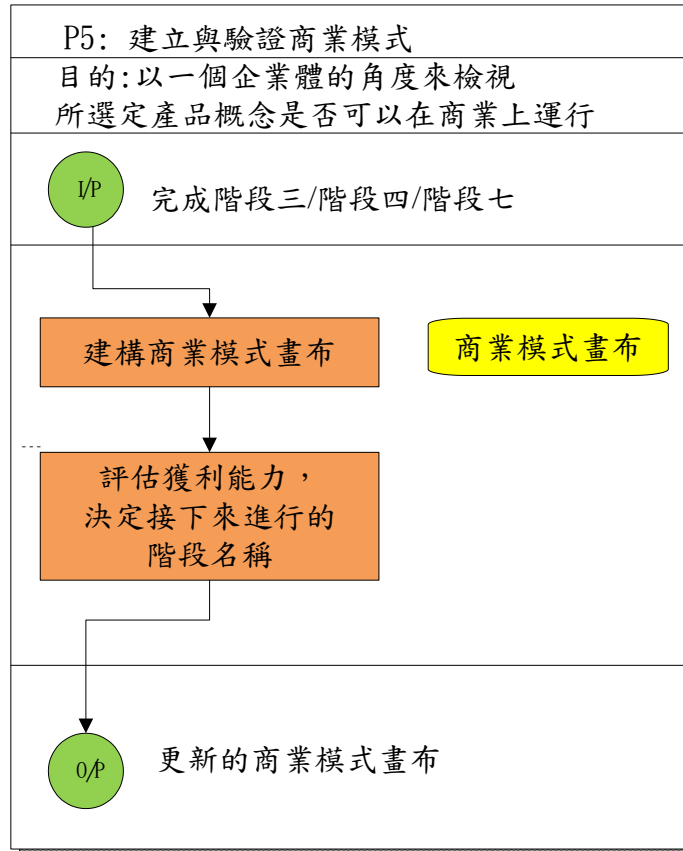 P5: 建立與驗證商業模式
目的:以一個企業體的角度來檢視
所選定產品概念是否可以在商業上運行
I/P
完成階段三/階段四/階段七
建構商業模式畫布
商業模式畫布
評估獲利能力，
決定接下來進行的
階段名稱
O/P
更新的商業模式畫布